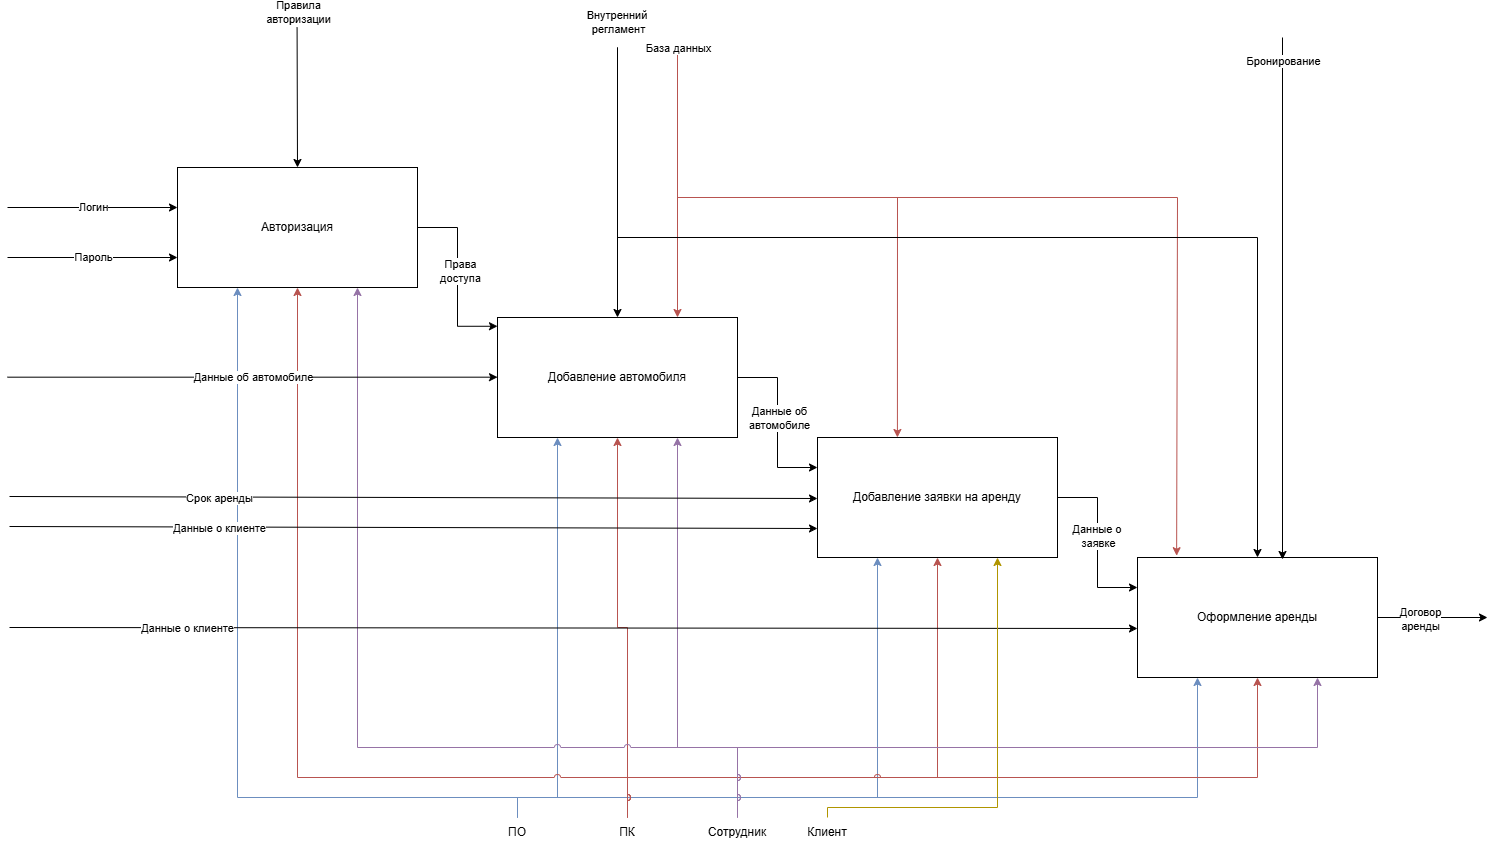 Правила
авторизации
Внутренний
регламент
База данных
Бронирование
Логин
Авторизация
Пароль
Права
доступа
Данные об автомобиле
Добавление автомобиля
Данные об
автомобиле
Срок аренды
Добавление заявки на аренду
Данные о клиенте
Данные о
заявке
Данные о клиенте
Оформление аренды
Договор
аренды
ПО
ПК
Сотрудник
Клиент